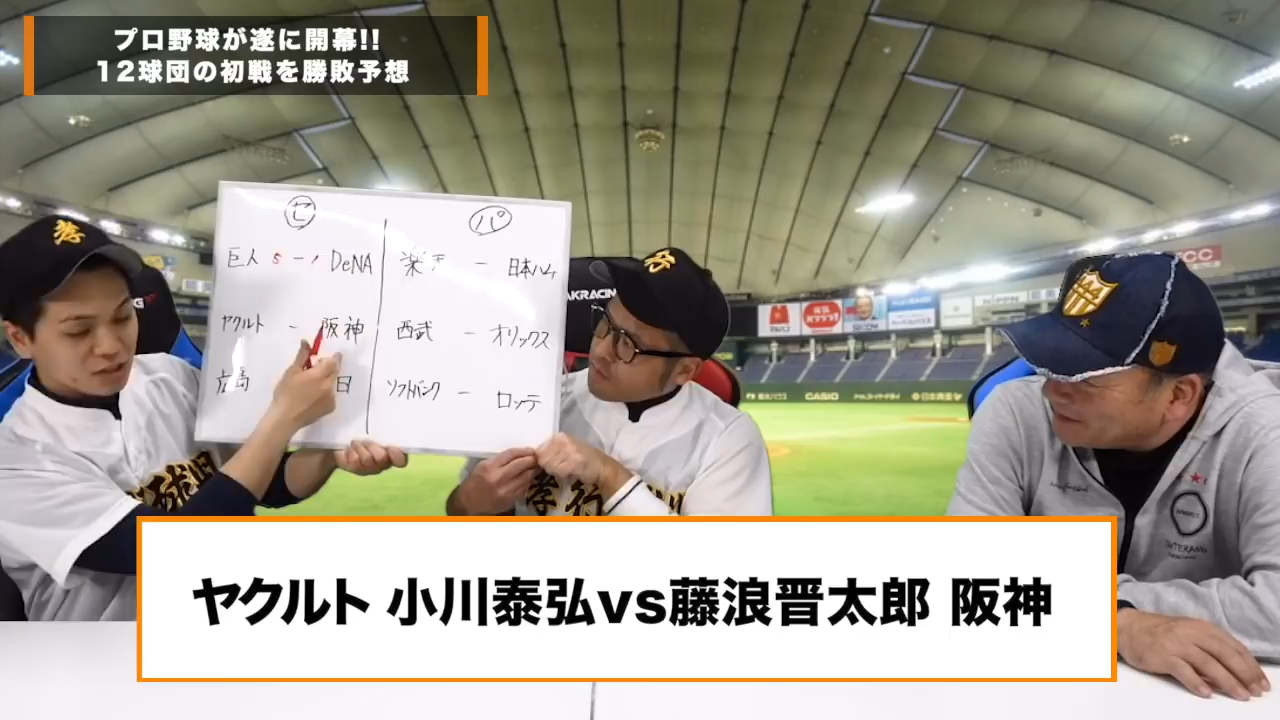 プロ野球が遂に開幕!!
12球団の初戦を勝敗予想
セ
パ
巨人 5 - 1 DeNA
楽天 - 日本ハム
ヤクルト - 阪神
西武 - オリックス
広島 日
ソフトバンク - ロッテ
AKRACING
CASIO
ヤクルト 小川泰弘vs藤浪晋太郎 阪神